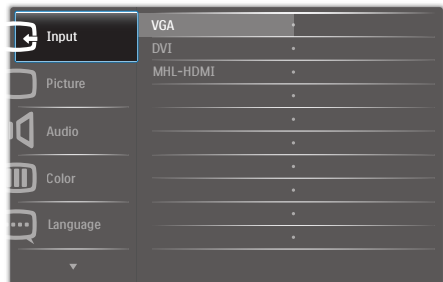 Input
Picture
Audio
Color
Language
VGA
DVI
MHL-HDMI